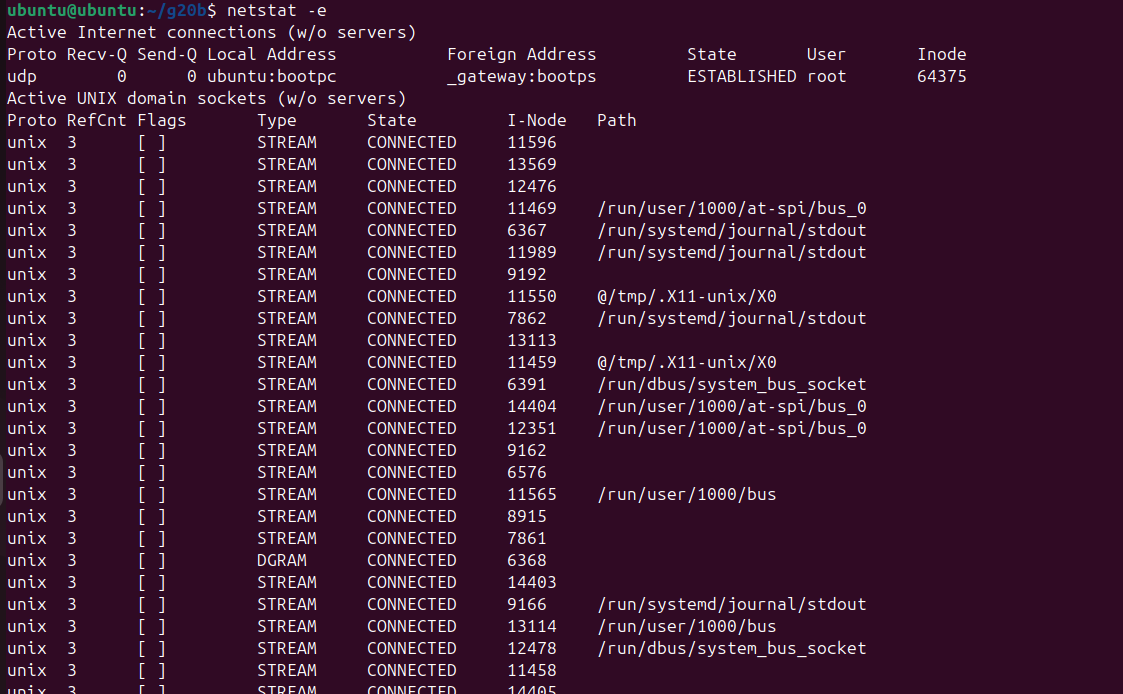 ubuntu@ubuntu:~/g20b$ netstat -e
Active Internet connections (w/o servers)
Proto Recv-Q Send-Q Local Address           Foreign Address         State       User       Inode
udp        0      0 ubuntu:bootpc           _gateway:bootps         ESTABLISHED root       64375
Active UNIX domain sockets (w/o servers)
Proto RefCnt Flags       Type       State         I-Node   Path
unix  3      [ ]         STREAM     CONNECTED     11596
unix  3      [ ]         STREAM     CONNECTED     13569
unix  3      [ ]         STREAM     CONNECTED     12476
unix  3      [ ]         STREAM     CONNECTED     11469    /run/user/1000/at-spi/bus_0
unix  3      [ ]         STREAM     CONNECTED     6367     /run/systemd/journal/stdout
unix  3      [ ]         STREAM     CONNECTED     11989    /run/systemd/journal/stdout
unix  3      [ ]         STREAM     CONNECTED     9192
unix  3      [ ]         STREAM     CONNECTED     11550    @/tmp/.X11-unix/X0
unix  3      [ ]         STREAM     CONNECTED     7862     /run/systemd/journal/stdout
unix  3      [ ]         STREAM     CONNECTED     13113
unix  3      [ ]         STREAM     CONNECTED     11459    @/tmp/.X11-unix/X0
unix  3      [ ]         STREAM     CONNECTED     6391     /run/dbus/system_bus_socket
unix  3      [ ]         STREAM     CONNECTED     14404    /run/user/1000/at-spi/bus_0
unix  3      [ ]         STREAM     CONNECTED     12351    /run/user/1000/at-spi/bus_0
unix  3      [ ]         STREAM     CONNECTED     9162
unix  3      [ ]         STREAM     CONNECTED     6576
unix  3      [ ]         STREAM     CONNECTED     11565    /run/user/1000/bus
unix  3      [ ]         STREAM     CONNECTED     8915
unix  3      [ ]         STREAM     CONNECTED     7861
unix  3      [ ]         DGRAM      CONNECTED     6368
unix  3      [ ]         STREAM     CONNECTED     14403
unix  3      [ ]         STREAM     CONNECTED     9166     /run/systemd/journal/stdout
unix  3      [ ]         STREAM     CONNECTED     13114    /run/user/1000/bus
unix  3      [ ]         STREAM     CONNECTED     12478    /run/dbus/system_bus_socket
unix  3      [ ]         STREAM     CONNECTED     11458
unix  3      [ ]         STREAM     CONNECTED     14405